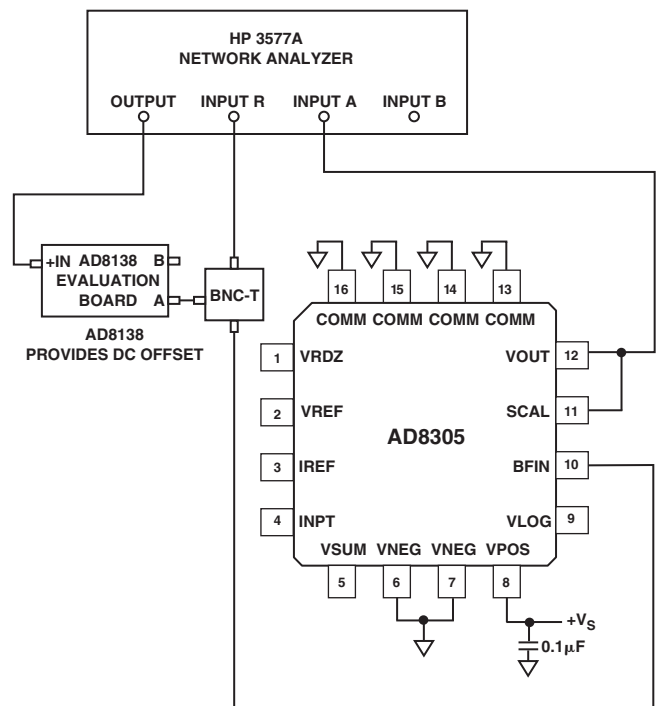 HP 3577A
NETWORK ANALYZER
OUTPUT INPUT R INPUT A INPUT B
+IN AD8138 B
EVALUATION
BOARD A
BNC-T
AD8138
PROVIDES DC OFFSET
16 15 14 13
COMM COMM COMM COMM
1 VRDZ VOUT 12
2 VREF SCAL 11
AD8305
3 IREF BFIN 10
4 INPT VLOG 9
VSUM VNEG VNEG VPOS
5 6 7 8
+VS
0.1μF